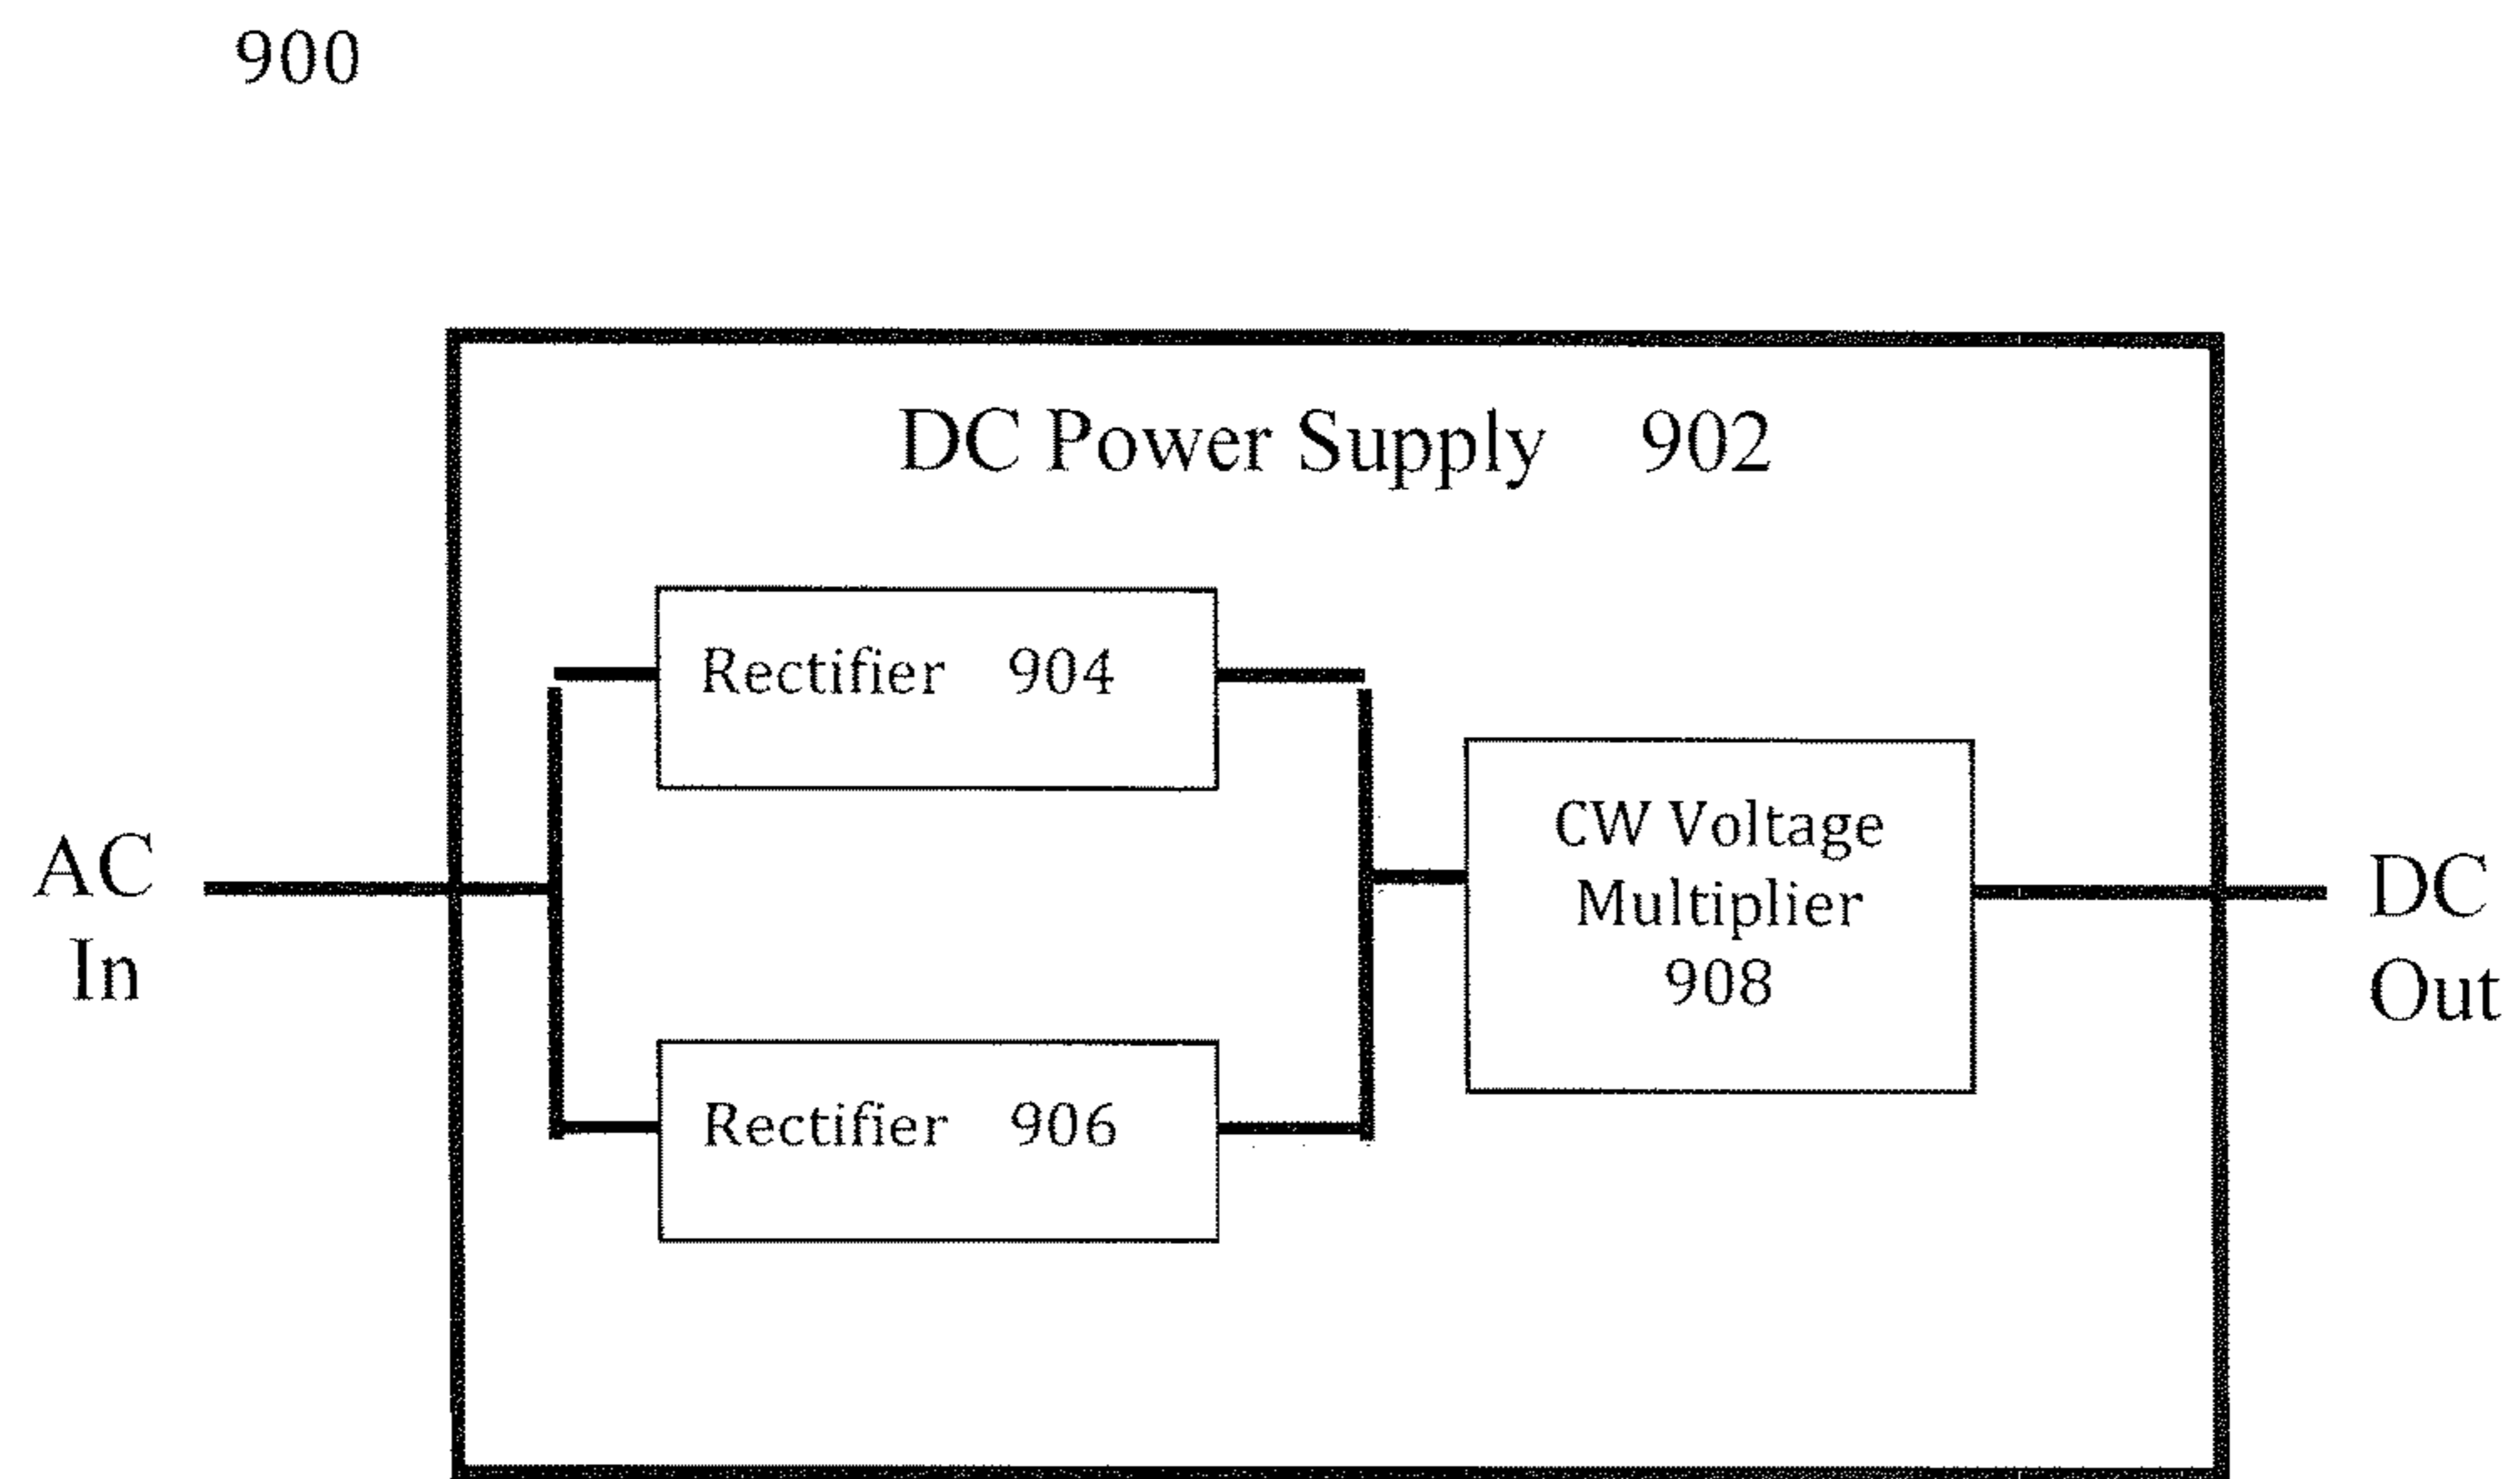 900
DC Power Supply 902
Rectifier 904
AC
In
CW Voltage
Multiplier
908
DC
Out
Rectifier 906